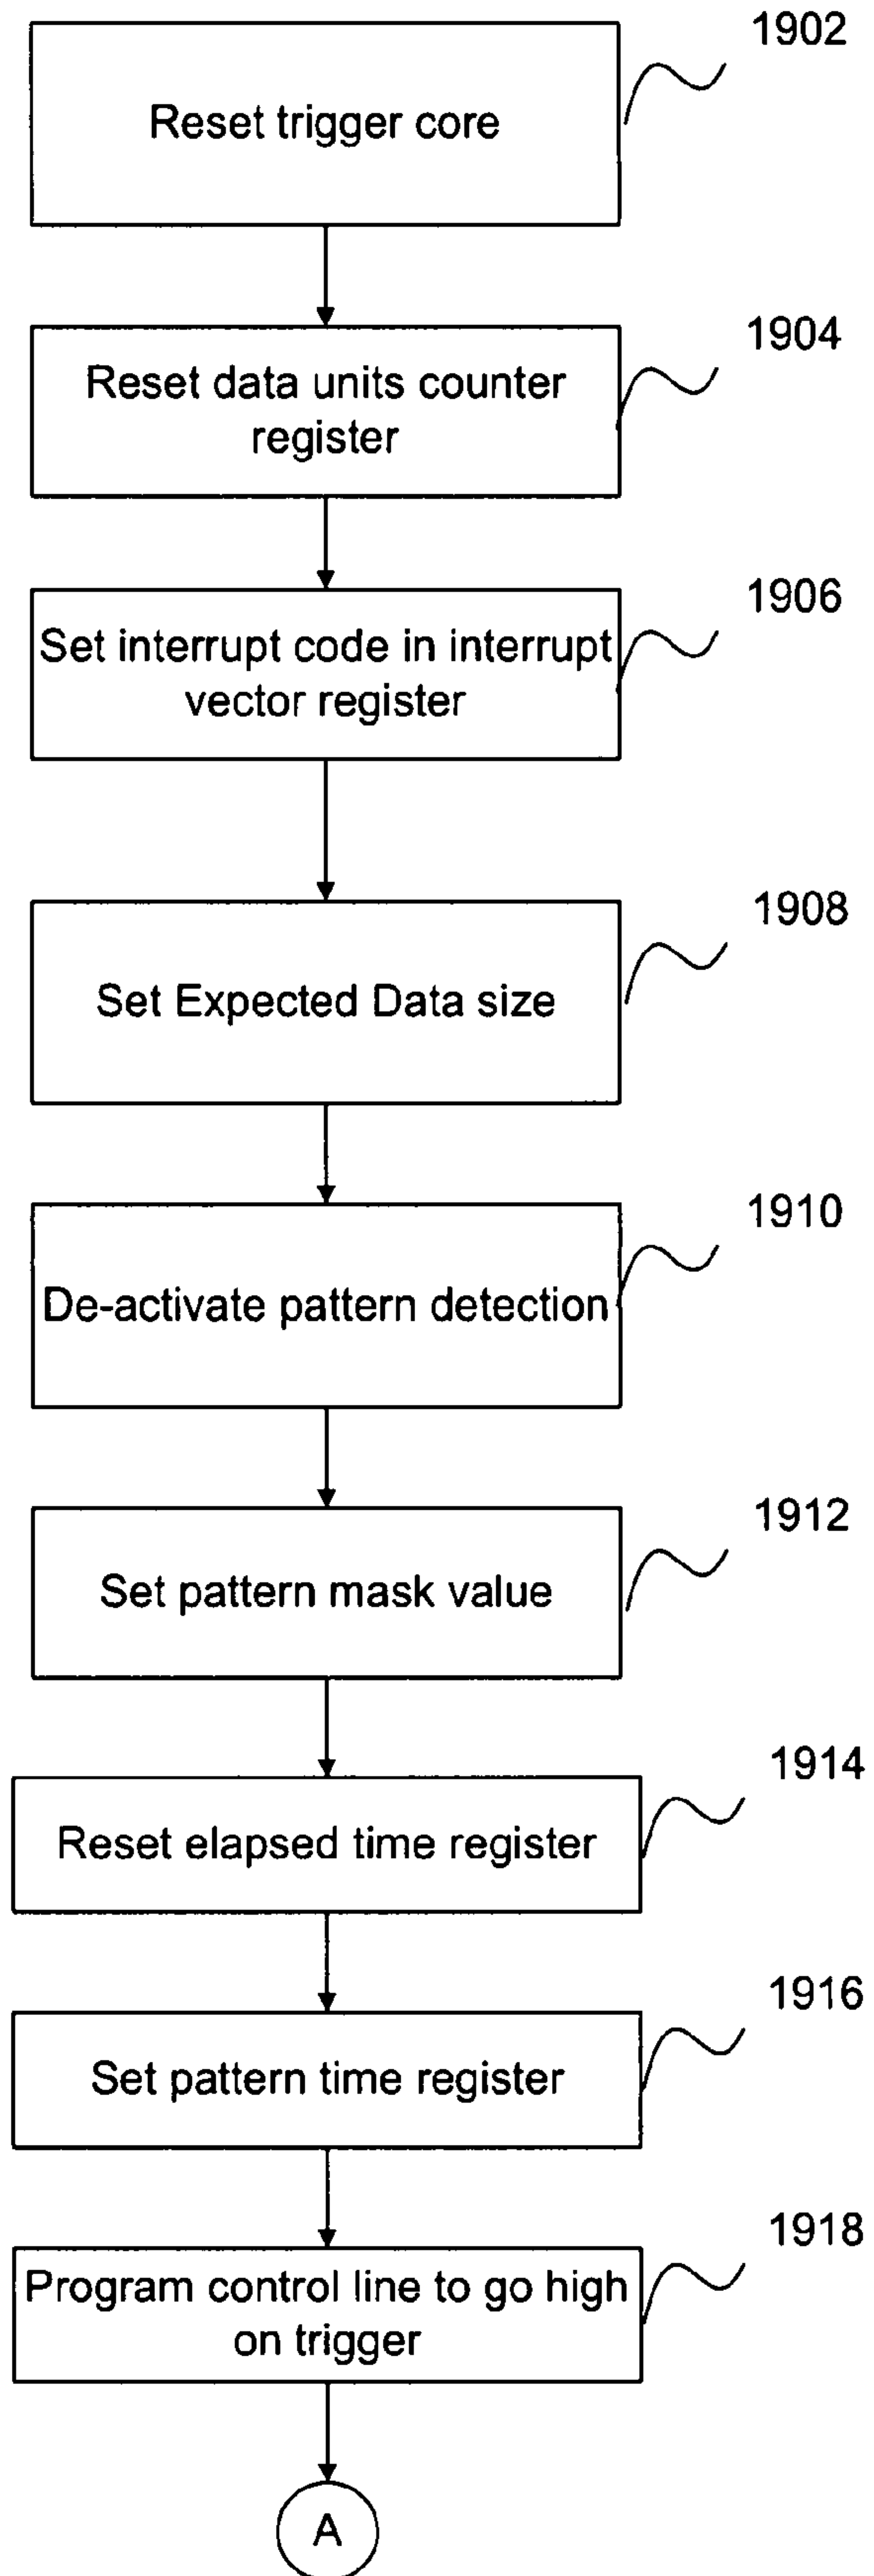 1902
Reset trigger core
1904
Reset data units counter
register
1906
Set interrupt code in interrupt
vector register
1908
Set Expected Data size
1910
De-activate pattern detection
1912
Set pattern mask value
1914
Reset elapsed time register
1916
Set pattern time register
1918
Program control line to go high
on trigger
A